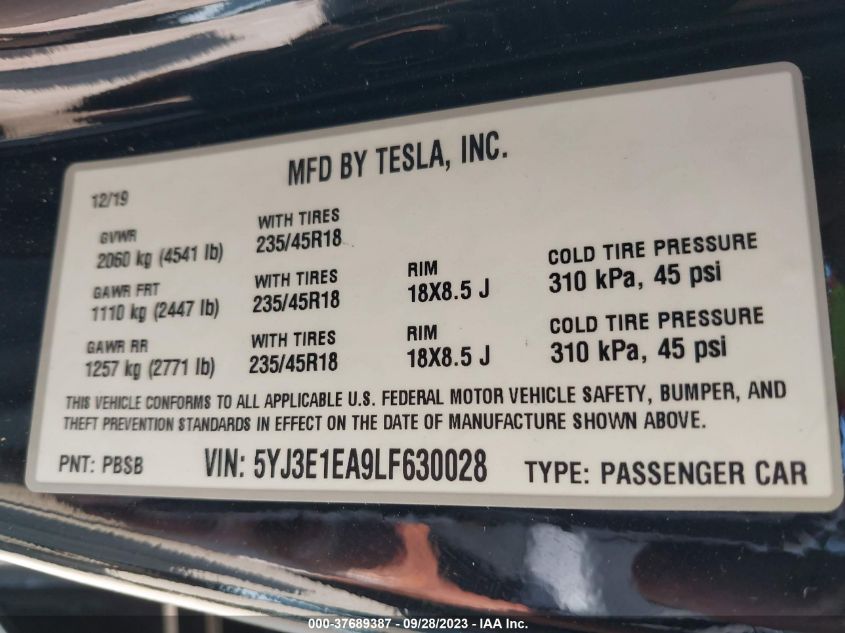 MFD BY TESLA, INC.
12/19
GVWR
2060 kg (4541 lb)
WITH TIRES
235/45R18
GAWR FRT
1110 kg (2447 lb)
WITH TIRES
235/45R18
RIM
18X8.5 J
COLD TIRE PRESSURE
310 kPa, 45 psi
GAWR RR
1257 kg (2771 lb)
WITH TIRES
235/45R18
RIM
18X8.5 J
COLD TIRE PRESSURE
310 kPa, 45 psi
THIS VEHICLE CONFORMS TO ALL APPLICABLE U.S. FEDERAL MOTOR VEHICLE SAFETY, BUMPER, AND
THEFT PREVENTION STANDARDS IN EFFECT ON THE DATE OF MANUFACTURE SHOWN ABOVE.
PNT: PBSB VIN: 5YJ3E1EA9LF630028 TYPE: PASSENGER CAR
000-37689387 - 09/28/2023 - IAA Inc.